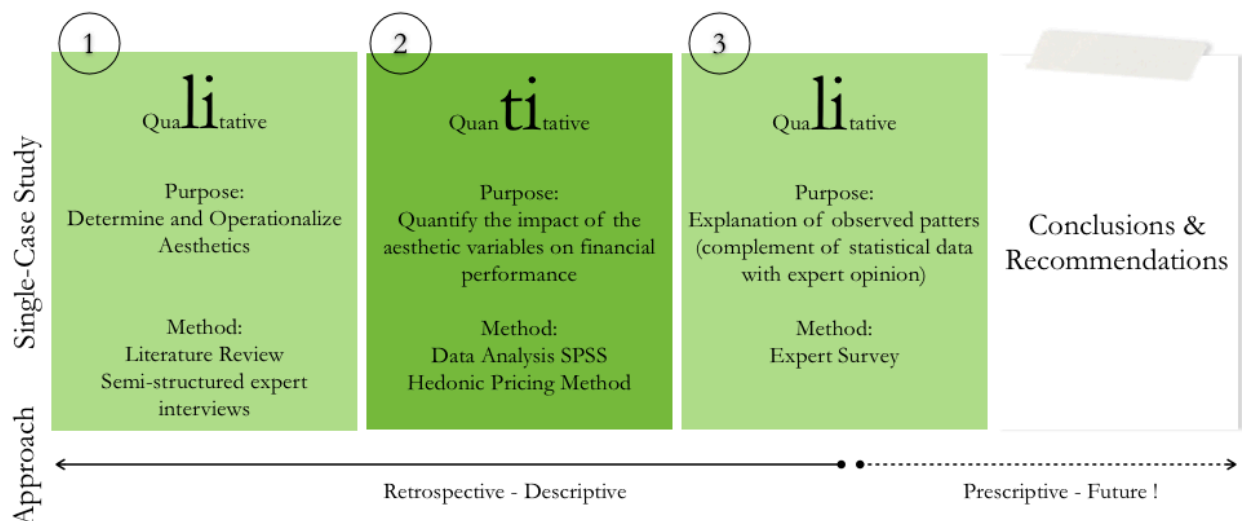 1
2
3
Single-Case Study
Qualitative
Purpose:
Determine and Operationalize
Aesthetics
Method:
Literature Review
Semi-structured expert
interviews
Quantitative
Purpose:
Quantify the impact of the
aesthetic variables on financial
performance
Method:
Data Analysis SPSS
Hedonic Pricing Method
Qualitative
Purpose:
Explanation of observed patters
(complement of statistical data
with expert opinion)
Method:
Expert Survey
Conclusions &
Recommendations
Approach
Retrospective - Descriptive
Prescriptive - Future !